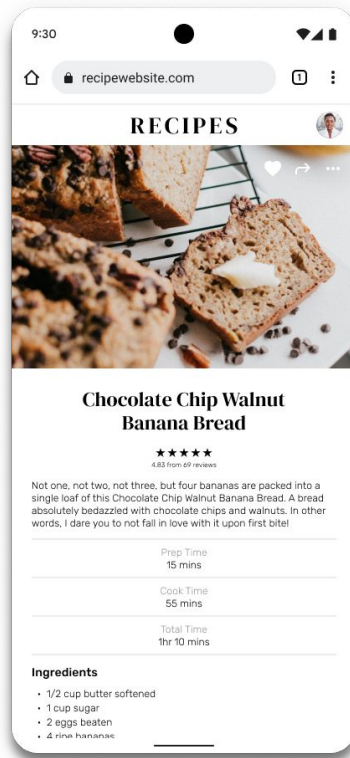 9:30
recipewebsite.com
1
RECIPES
Chocolate Chip Walnut
Banana Bread
4.83 from 69 reviews
Not one, not two, not three, but four bananas are packed into a
single loaf of this Chocolate Chip Walnut Banana Bread. A bread
absolutely bedazzled with chocolate chips and walnuts. In other
words, I dare you to not fall in love with it upon first bite!
Prep Time
15 mins
Cook Time
55 mins
Total Time
1hr 10 mins
Ingredients
• 1/2 cup butter softened
• 1 cup sugar
• 2 eggs beaten
• 4 ripe bananas